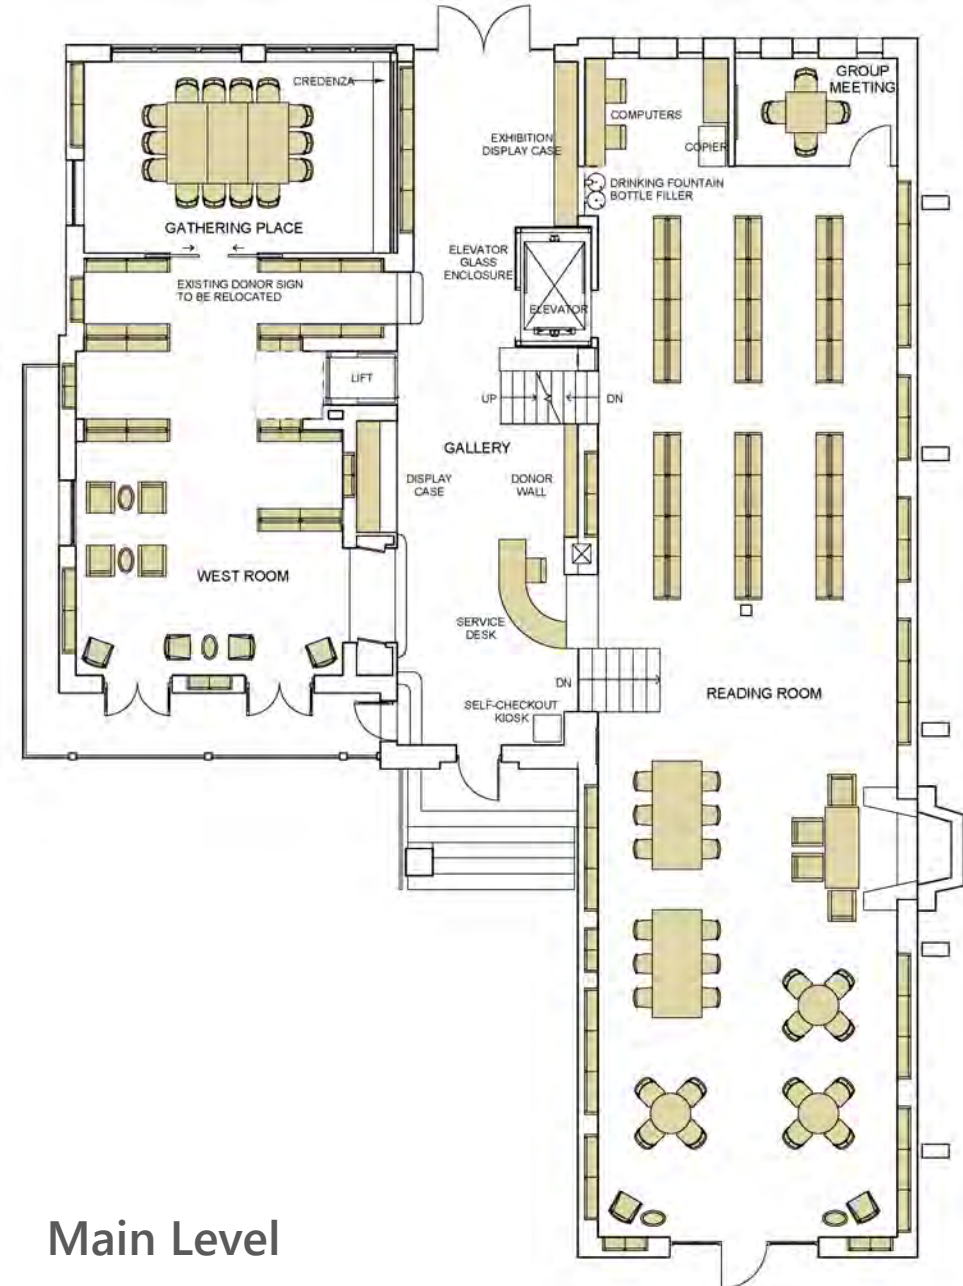 CREDENZA
GATHERING PLACE
EXISTING DONOR SIGN
TO BE RELOCATED
LIFT
WEST ROOM
EXHIBITION
DISPLAY CASE
ELEVATOR
GLASS
ENCLOSURE
ELEVATOR
UP
DN
GALLERY
DISPLAY
CASE
DONOR
WALL
SERVICE
DESK
DN
SELF-CHECKOUT
KIOSK
COMPUTERS
COPIER
GROUP
MEETING
DRINKING FOUNTAIN
BOTTLE FILLER
READING ROOM
Main Level